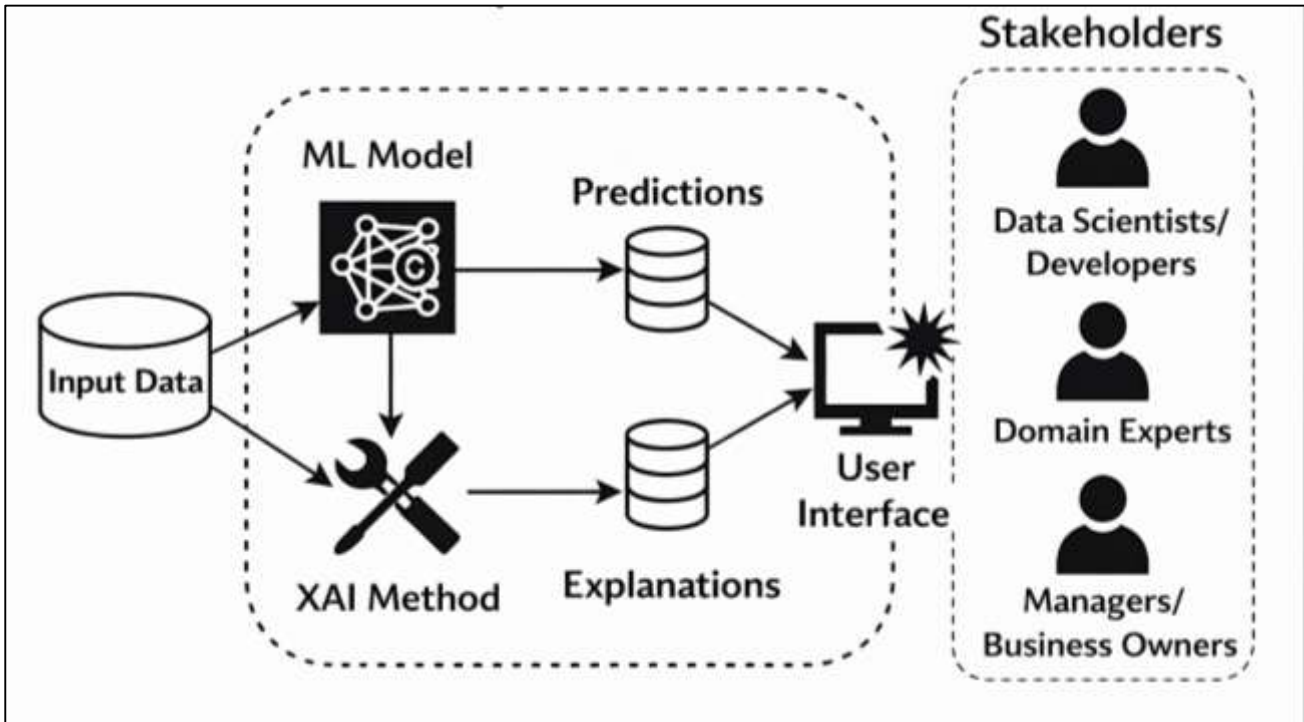 Stakeholders
ML Model
Predictions
Input Data
XAI Method
Explanations
User
Interface
Data Scientists/
Developers
Domain Experts
Managers/
Business Owners